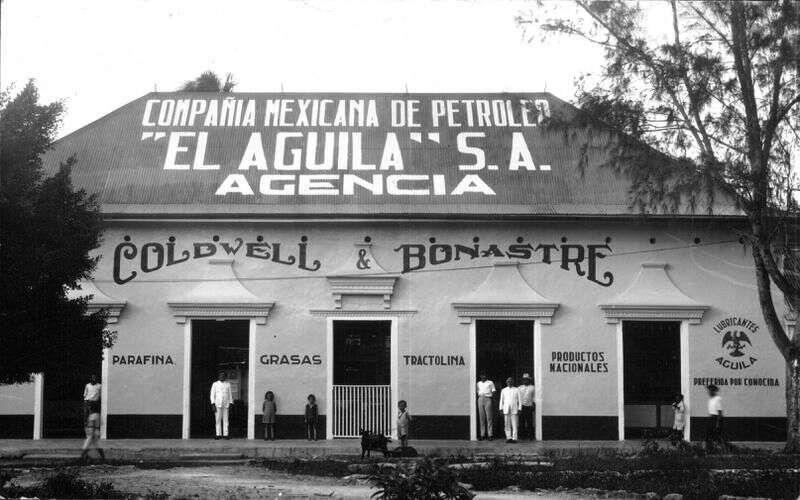 COMPAÑIA MEXICANA DE PETROLEO
"EL AGUILA" S.A.
AGENCIA
COLDWELL & BONASTRE
PARAFINA
GRASAS
TRACTOLINA
PRODUCTOS
NACIONALES
LUBRICANTES
AGUILA
PREFERIDA POR CONOCIDA